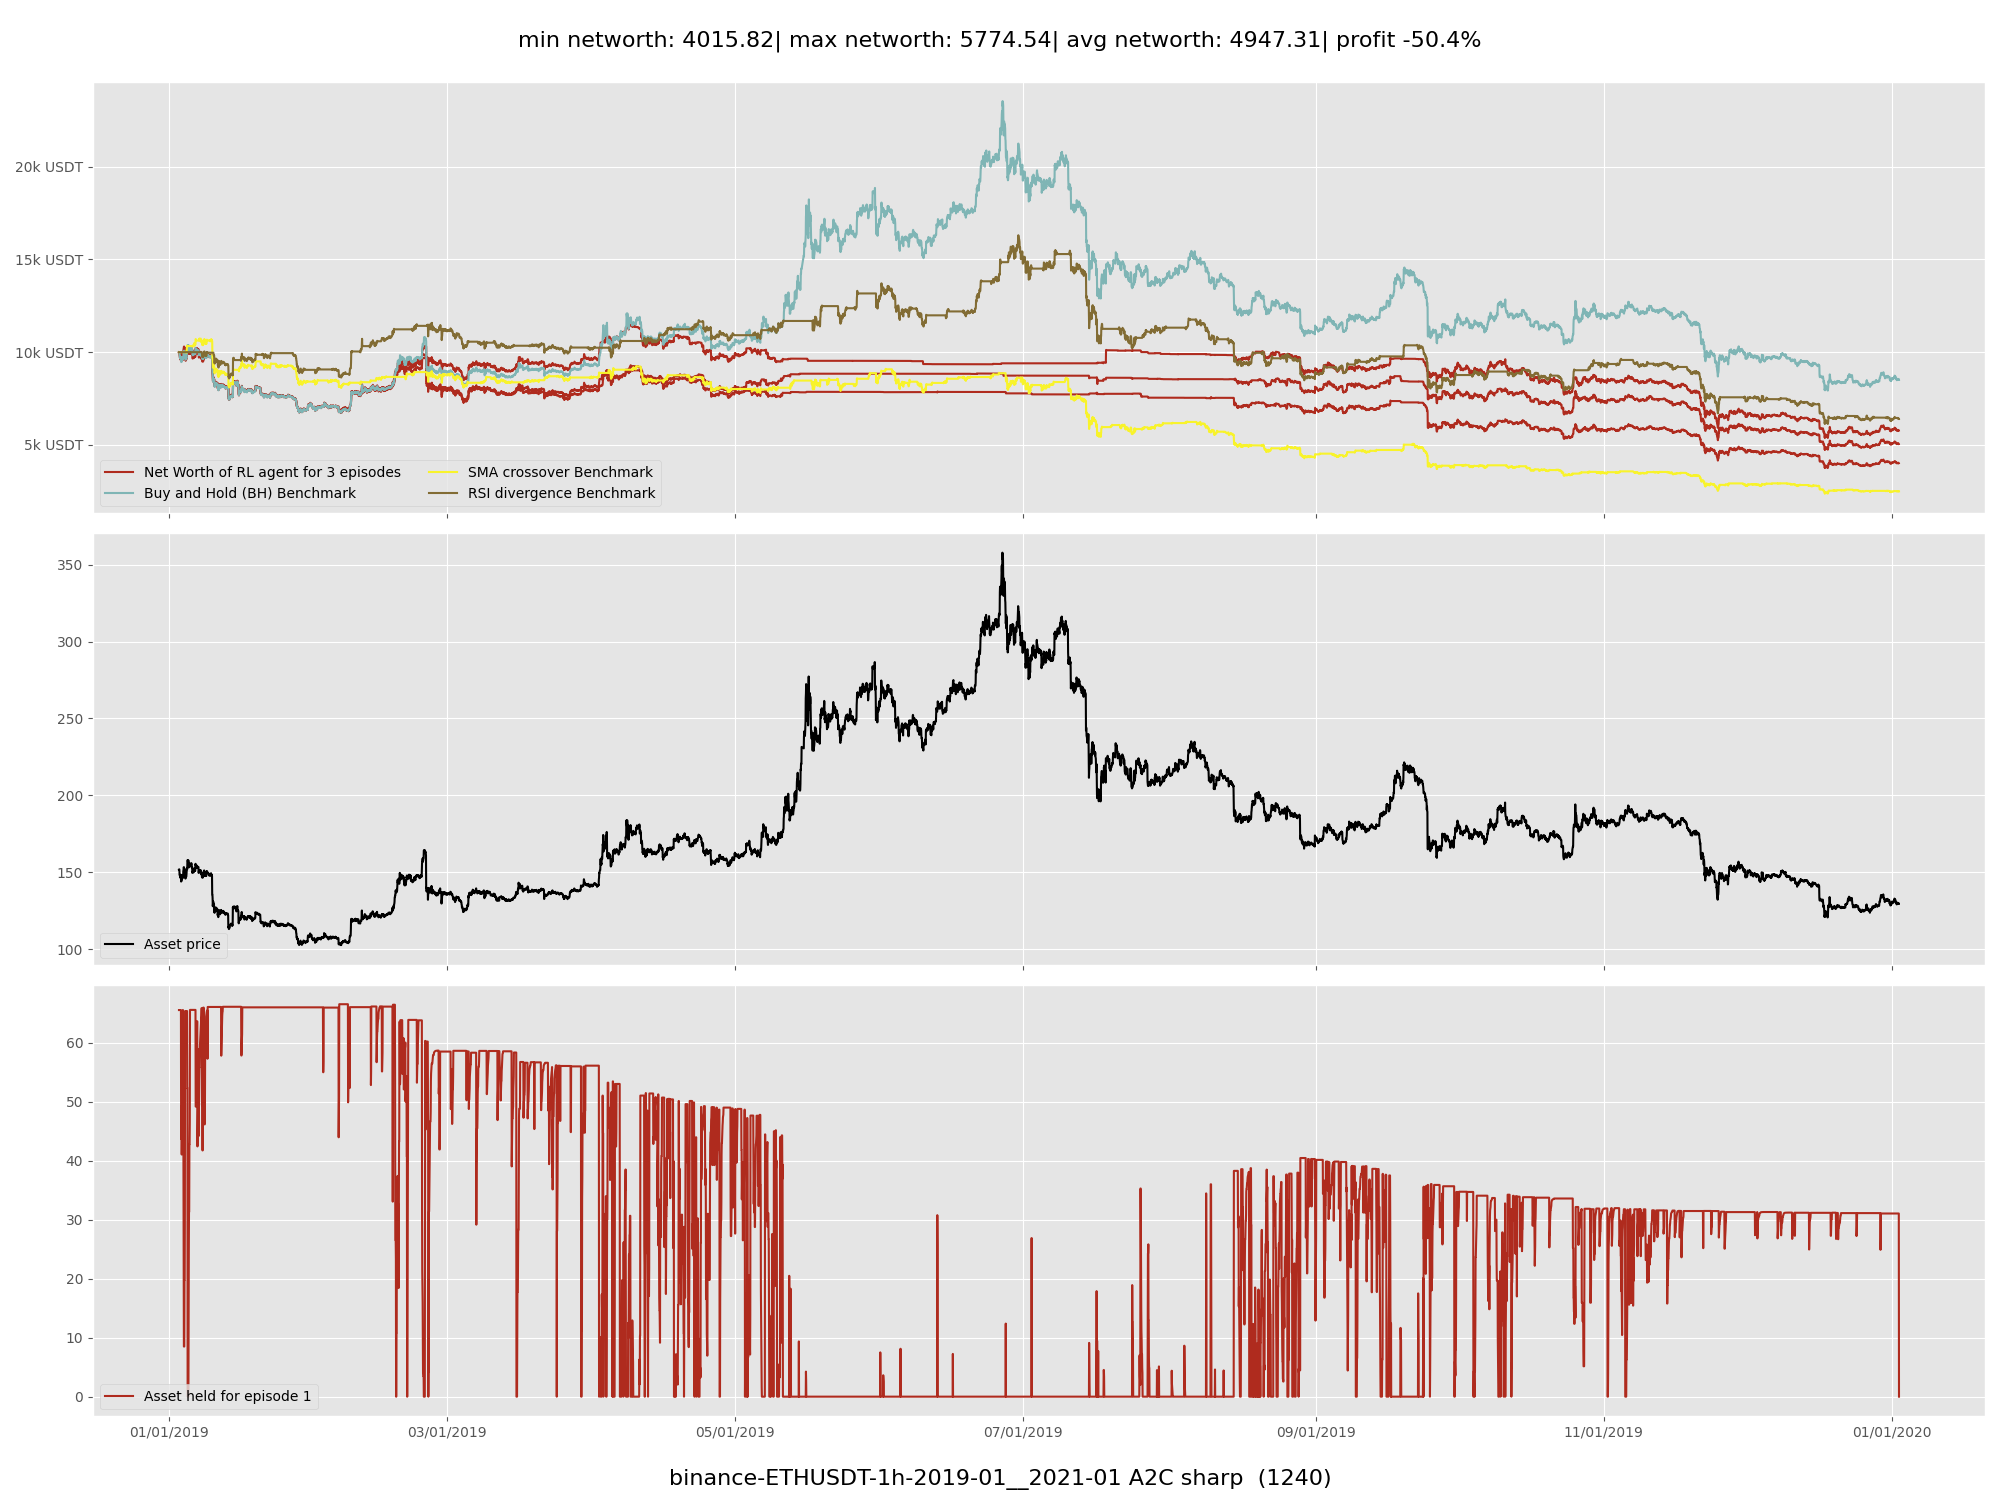 min networth: 4015.82| max networth: 5774.54| avg networth: 4947.31| profit -50.4%
20k USDT
15k USDT
10k USDT
5k USDT
Net Worth of RL agent for 3 episodes
Buy and Hold (BH) Benchmark
SMA crossover Benchmark
RSI divergence Benchmark
350
300
250
200
150
100
Asset price
60
50
40
30
20
10
0
Asset held for episode 1
01/01/2019 03/01/2019 05/01/2019 07/01/2019 09/01/2019 11/01/2019 01/01/2020
binance-ETHUSDT-1h-2019-01__2021-01 A2C sharp (1240)